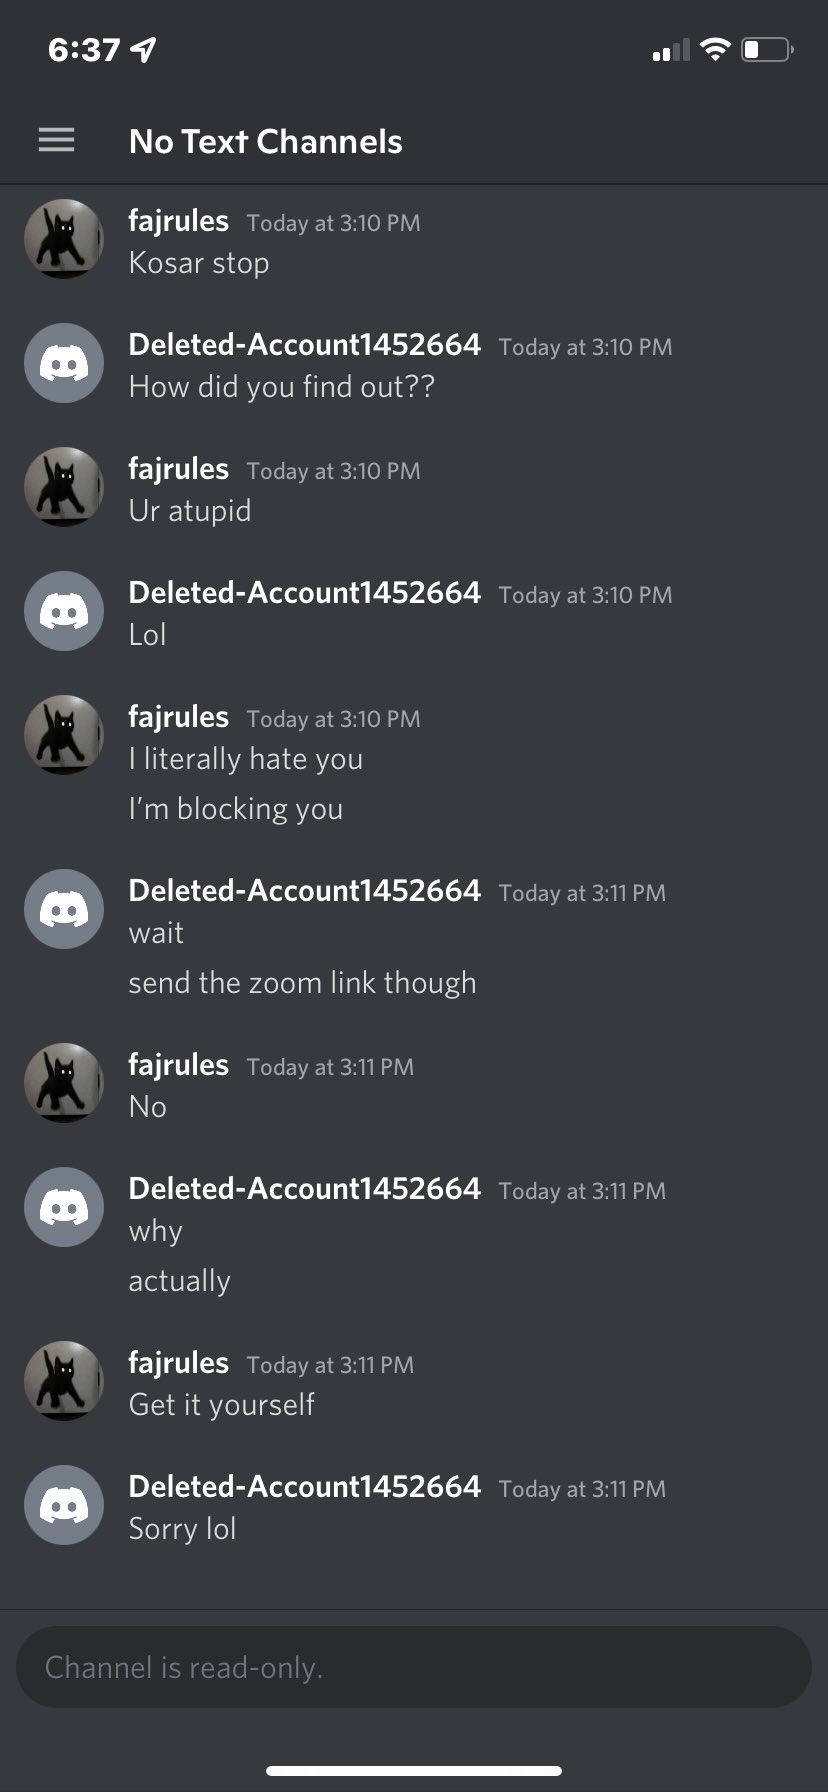 6:37
No Text Channels
fajrules Today at 3:10 PM
Kosar stop
Deleted-Account1452664 Today at 3:10 PM
How did you find out??
fajrules Today at 3:10 PM
Ur atupid
Deleted-Account1452664 Today at 3:10 PM
Lol
fajrules Today at 3:10 PM
I literally hate you
I’m blocking you
Deleted-Account1452664 Today at 3:11 PM
wait
send the zoom link though
fajrules Today at 3:11 PM
No
Deleted-Account1452664 Today at 3:11 PM
why
actually
fajrules Today at 3:11 PM
Get it yourself
Deleted-Account1452664 Today at 3:11 PM
Sorry lol
Channel is read-only.